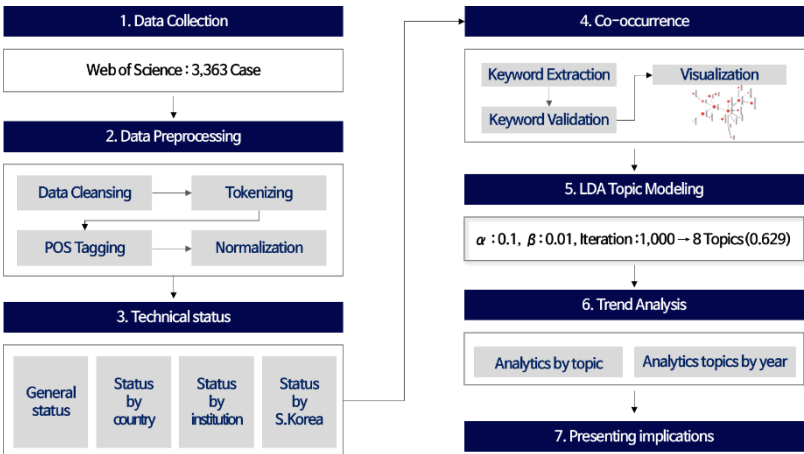 1. Data Collection
Web of Science : 3,363 Case
2. Data Preprocessing
Data Cleansing
Tokenizing
POS Tagging
Normalization
3. Technical status
General
status
Status
by
country
Status
by
institution
Status
by
S.Korea
4. Co-occurrence
Keyword Extraction
Visualization
Keyword Validation
5. LDA Topic Modeling
α : 0.1, β : 0.01, Iteration : 1,000 → 8 Topics(0.629)
6. Trend Analysis
Analytics by topic
Analytics topics by year
7. Presenting implications